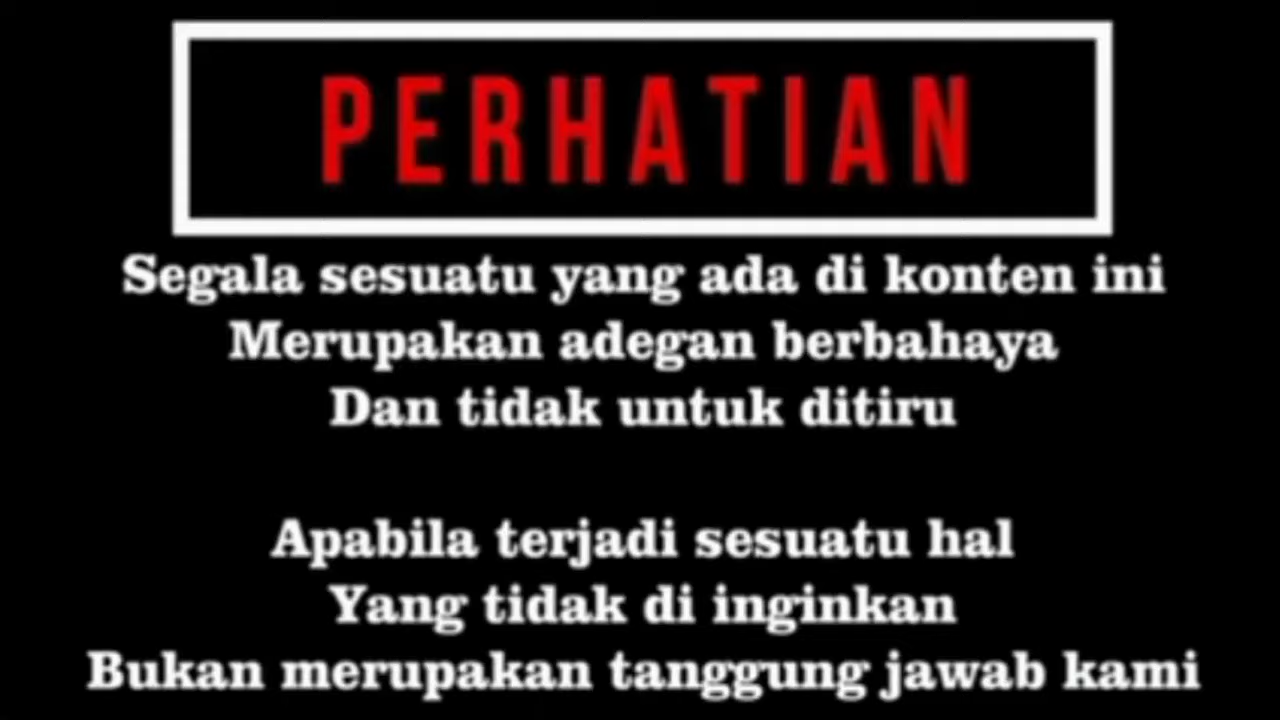 PERHATIAN
Segala sesuatu yang ada di konten ini
Merupakan adegan berbahaya
Dan tidak untuk ditiru
Apabila terjadi sesuatu hal
Yang tidak di inginkan
Bukan merupakan tanggung jawab kami